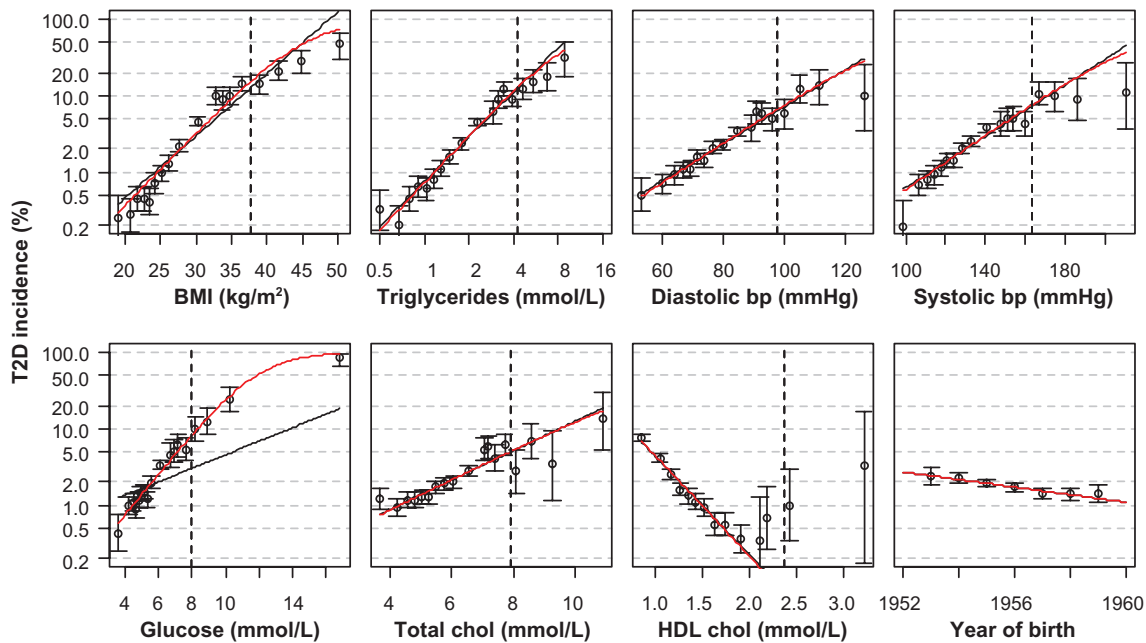 T2D incidence (%)
100.0
50.0
20.0
10.0
5.0
2.0
1.0
0.5
0.2
20 25 30 35 40 45 50
BMI (kg/m²)
0.5 1 2 4 8 16
Triglycerides (mmol/L)
60 80 100 120
Diastolic bp (mmHg)
100 140 180
Systolic bp (mmHg)
100.0
50.0
20.0
10.0
5.0
2.0
1.0
0.5
0.2
4 6 8 10 14
Glucose (mmol/L)
4 6 8 10
Total chol (mmol/L)
1.0 1.5 2.0 2.5 3.0
HDL chol (mmol/L)
1952 1956 1960
Year of birth